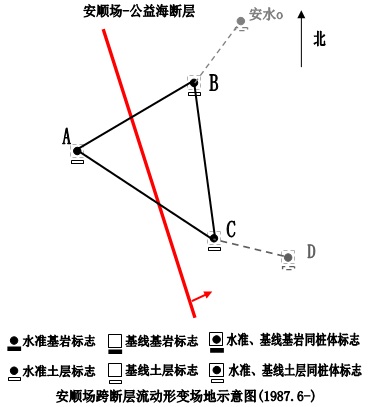 安顺场-公益海断层
安水o
北
B
A
C
D
水准基岩标志
基线基岩标志
水准、基线基岩同桩体标志
水准土层标志
基线土层标志
水准、基线土层同桩体标志
安顺场跨断层流动形变场地示意图(1987.6-)